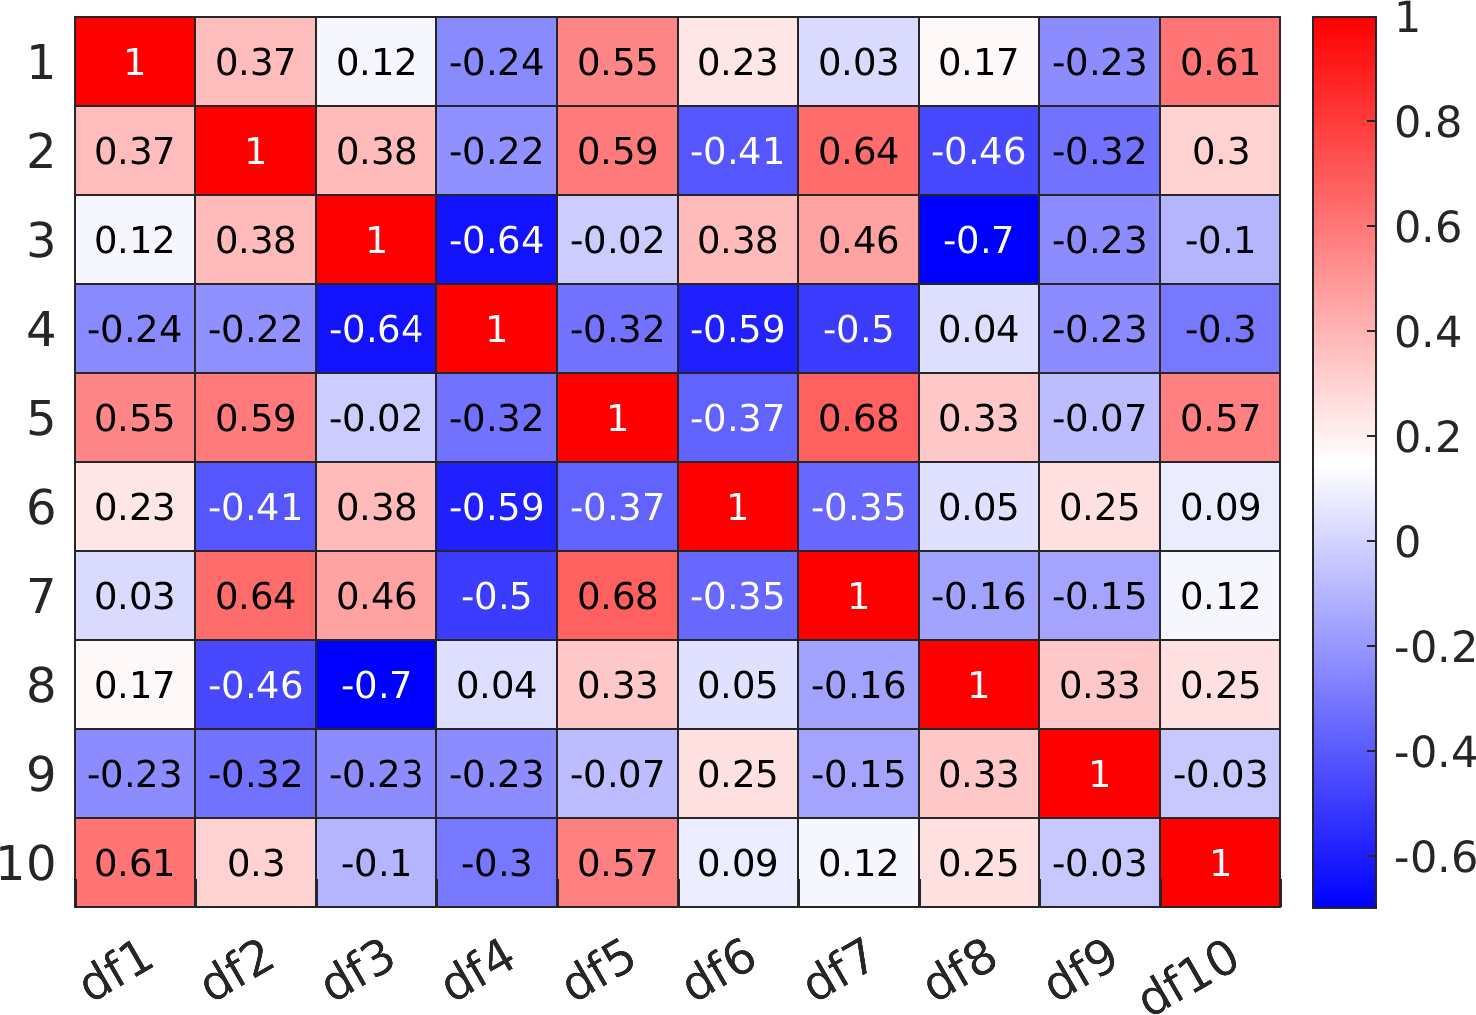 1 1 0.37 0.12 -0.24 0.55 0.23 0.03 0.17 -0.23 0.61
2 0.37 1 0.38 -0.22 0.59 -0.41 0.64 -0.46 -0.32 0.3
3 0.12 0.38 1 -0.64 -0.02 0.38 0.46 -0.7 -0.23 -0.1
4 -0.24 -0.22 -0.64 1 -0.32 -0.59 -0.5 0.04 -0.23 -0.3
5 0.55 0.59 -0.02 -0.32 1 -0.37 0.68 0.33 -0.07 0.57
6 0.23 -0.41 0.38 -0.59 -0.37 1 -0.35 0.05 0.25 0.09
7 0.03 0.64 0.46 -0.5 0.68 -0.35 1 -0.16 -0.15 0.12
8 0.17 -0.46 -0.7 0.04 0.33 0.05 -0.16 1 0.33 0.25
9 -0.23 -0.32 -0.23 -0.23 -0.07 0.25 -0.15 0.33 1 -0.03
10 0.61 0.3 -0.1 -0.3 0.57 0.09 0.12 0.25 -0.03 1
df1 df2 df3 df4 df5 df6 df7 df8 df9 df10
1
0.8
0.6
0.4
0.2
0
-0.2
-0.4
-0.6